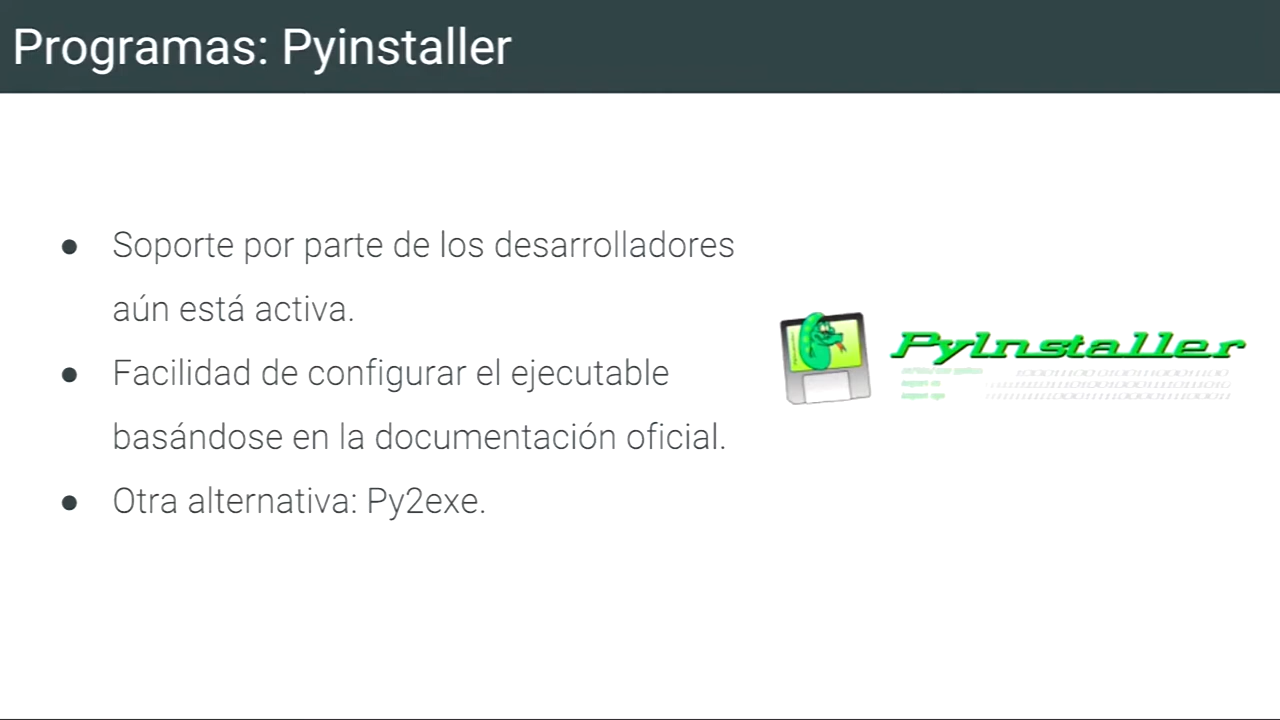 Programas: Pyinstaller
● Soporte por parte de los desarrolladores
aún está activa.
● Facilidad de configurar el ejecutable
basándose en la documentación oficial.
● Otra alternativa: Py2exe.
PyInstaller